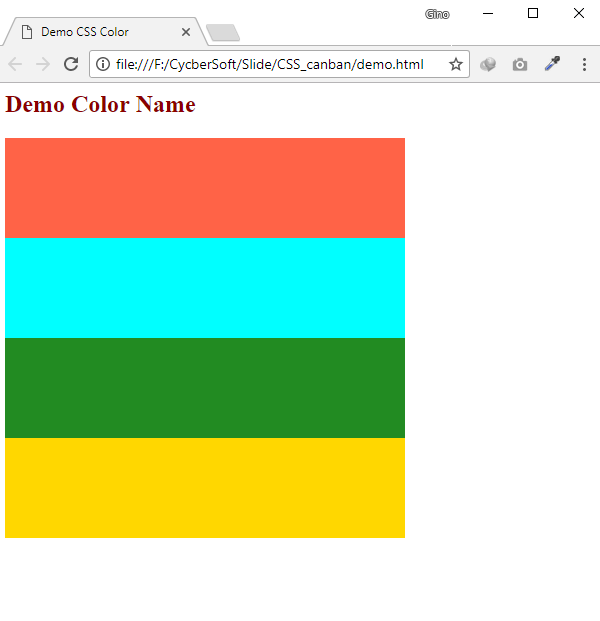 Gino
Demo CSS Color
file:///F:/CycberSoft/Slide/CSS_canban/demo.html
Demo Color Name